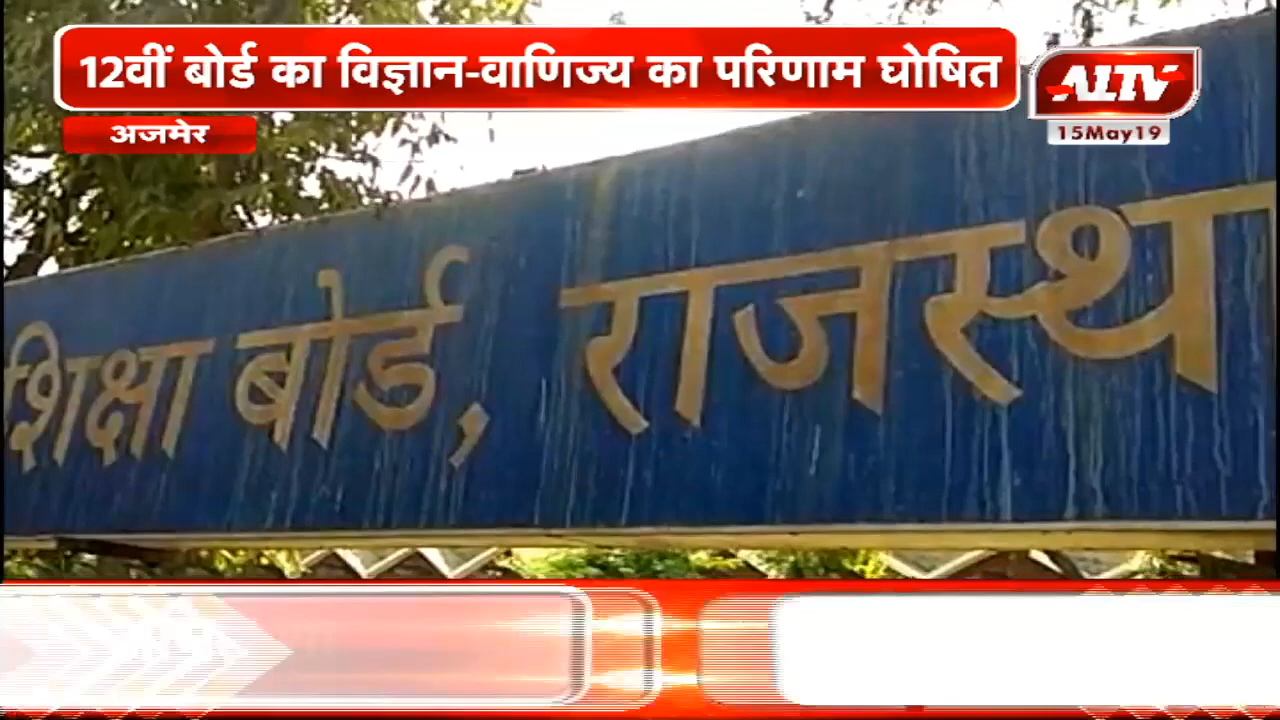 12वीं बोर्ड का विज्ञान-वाणिज्य का परिणाम घोषित
ALTV
अजमेर
15May19
शिक्षा बोर्ड, राजस्थ